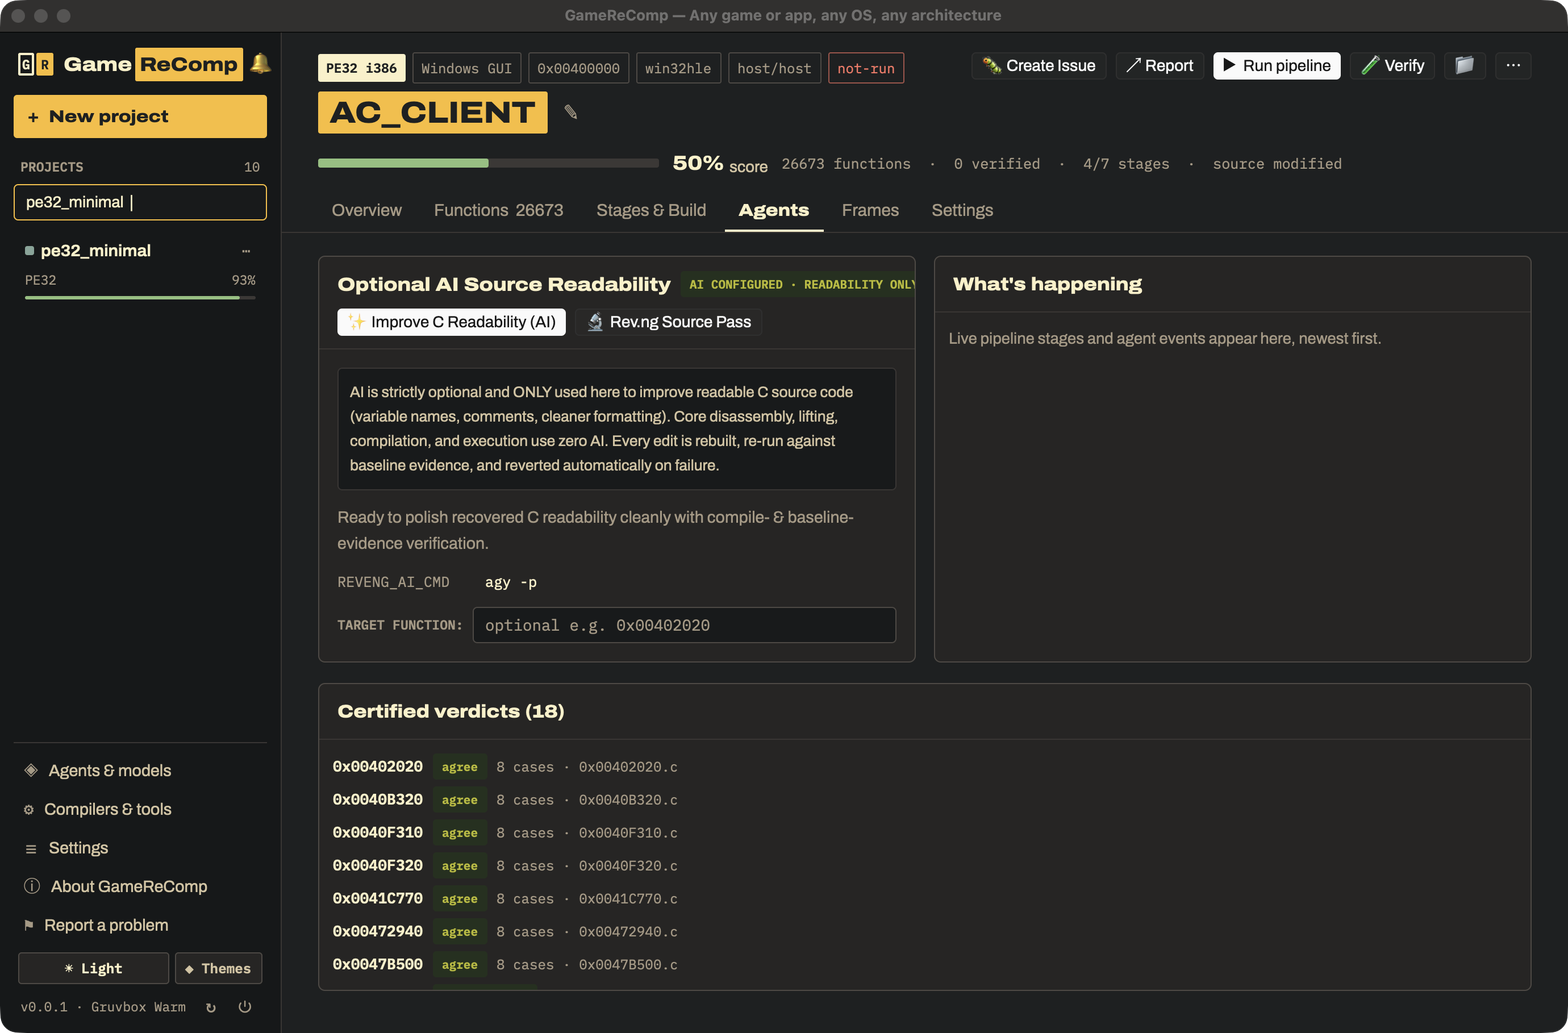 GameReComp — Any game or app, any OS, any architecture
GR Game ReComp
+ New project
PROJECTS 10
pe32_minimal
pe32_minimal ···
PE32 93%
Agents & models
Compilers & tools
Settings
About GameReComp
Report a problem
Light
Themes
v0.0.1 · Gruvbox Warm
PE32 i386 Windows GUI 0x00400000 win32hle host/host not-run
Create Issue Report Run pipeline Verify ···
AC_CLIENT
50% score 26673 functions · 0 verified · 4/7 stages · source modified
Overview Functions 26673 Stages & Build Agents Frames Settings
Optional AI Source Readability AI CONFIGURED · READABILITY ONLY
Improve C Readability (AI) Rev.ng Source Pass
AI is strictly optional and ONLY used here to improve readable C source code
(variable names, comments, cleaner formatting). Core disassembly, lifting,
compilation, and execution use zero AI. Every edit is rebuilt, re-run against
baseline evidence, and reverted automatically on failure.
Ready to polish recovered C readability cleanly with compile- & baseline-
evidence verification.
REVENG_AI_CMD agy -p
TARGET FUNCTION: optional e.g. 0x00402020
What's happening
Live pipeline stages and agent events appear here, newest first.
Certified verdicts (18)
0x00402020 agree 8 cases · 0x00402020.c
0x0040B320 agree 8 cases · 0x0040B320.c
0x0040F310 agree 8 cases · 0x0040F310.c
0x0040F320 agree 8 cases · 0x0040F320.c
0x0041C770 agree 8 cases · 0x0041C770.c
0x00472940 agree 8 cases · 0x00472940.c
0x0047B500 agree 8 cases · 0x0047B500.c